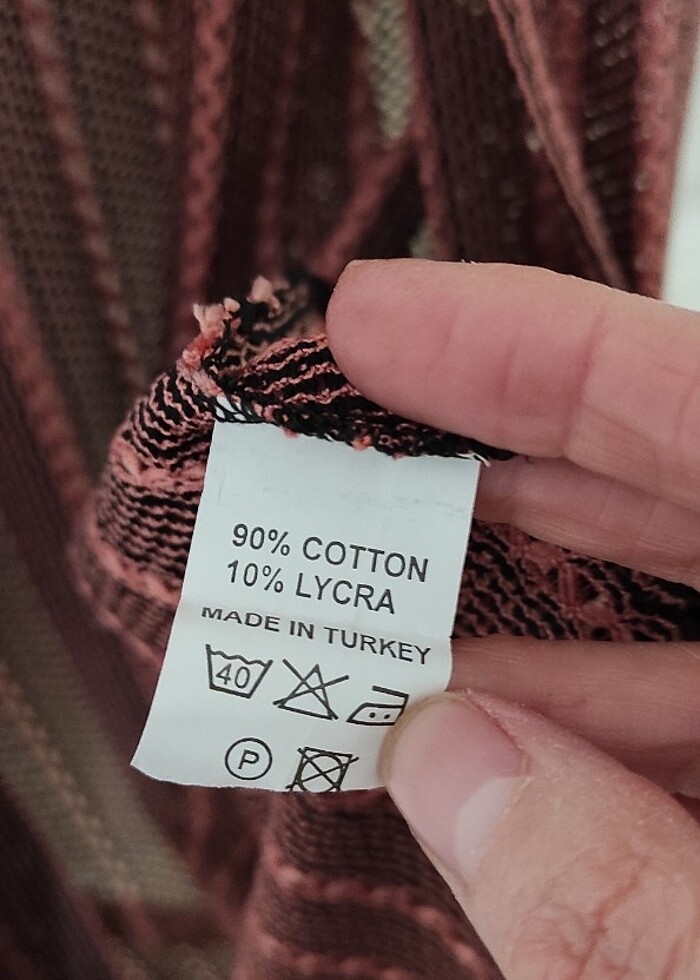 90% COTTON
10% LYCRA
MADE IN TURKEY
40
P